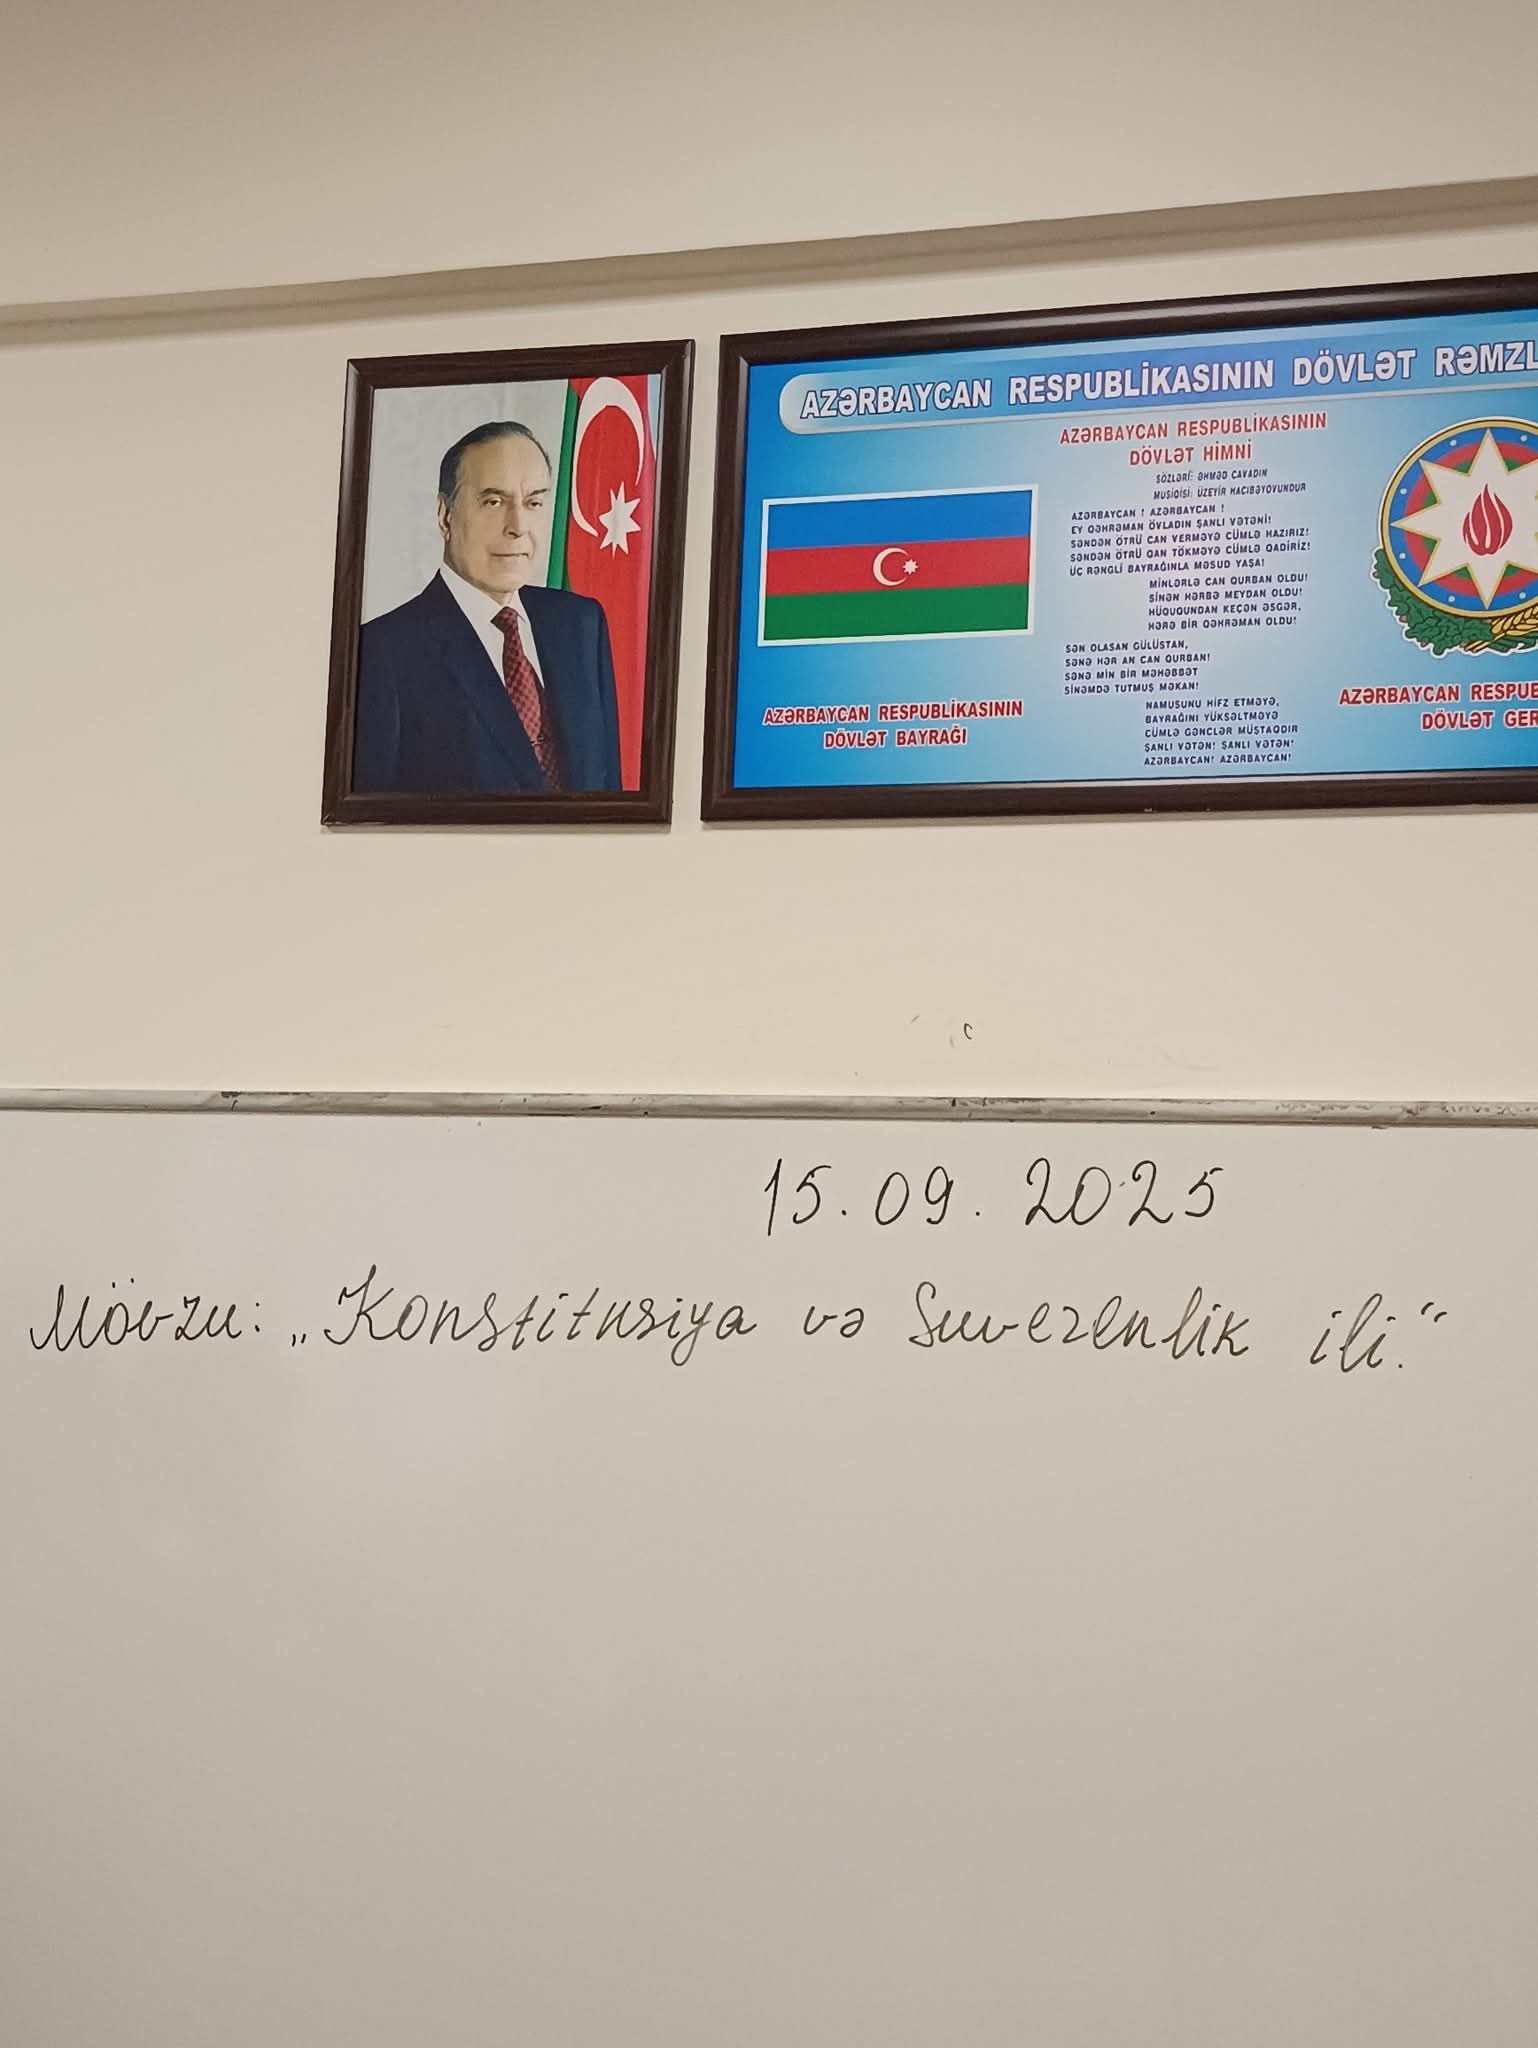 AZƏRBAYCAN RESPUBLİKASININ DÖVLƏT RƏMZL
AZƏRBAYCAN RESPUBLİKASININ
DÖVLƏT HİMNİ
SÖZLƏRİ: ƏHMƏD CAVADIN
MUSİQİSİ: ÜZEYİR HACIBƏYOVUNDUR
AZƏRBAYCAN ! AZƏRBAYCAN !
EY QƏHRƏMAN ÖVLADIN ŞANLI VƏTƏNİ!
SƏNDƏN ÖTRÜ CAN VERMƏYƏ CÜMLƏ HAZIRIZ!
SƏNDƏN ÖTRÜ QAN TÖKMƏYƏ CÜMLƏ QADİRİZ!
ÜÇ RƏNGLİ BAYRAĞINLA MƏSUD YAŞA!
MİNLƏRLƏ CAN QURBAN OLDU!
SİNƏN HƏRBƏ MEYDAN OLDU!
HÜQUQUNDAN KEÇƏN ƏSGƏR,
HƏRƏ BİR QƏHRƏMAN OLDU!
SƏN OLASAN GÜLÜSTAN,
SƏNƏ HƏR AN CAN QURBAN!
SƏNƏ MİN BİR MƏHƏBBƏT
SİNƏMDƏ TUTMUŞ MƏKAN!
NAMUSUNU HİFZ ETMƏYƏ,
BAYRAĞINI YÜKSƏLTMƏYƏ
CÜMLƏ GƏNCLƏR MÜŞTAQDIR
ŞANLI VƏTƏN! ŞANLI VƏTƏN!
AZƏRBAYCAN! AZƏRBAYCAN!
AZƏRBAYCAN RESPUBLİKASININ
DÖVLƏT BAYRAĞI
AZƏRBAYCAN RESPUB
DÖVLƏT GER
15.09.2025
Mövzu: „Konstitusiya və Suverenlik ili.“